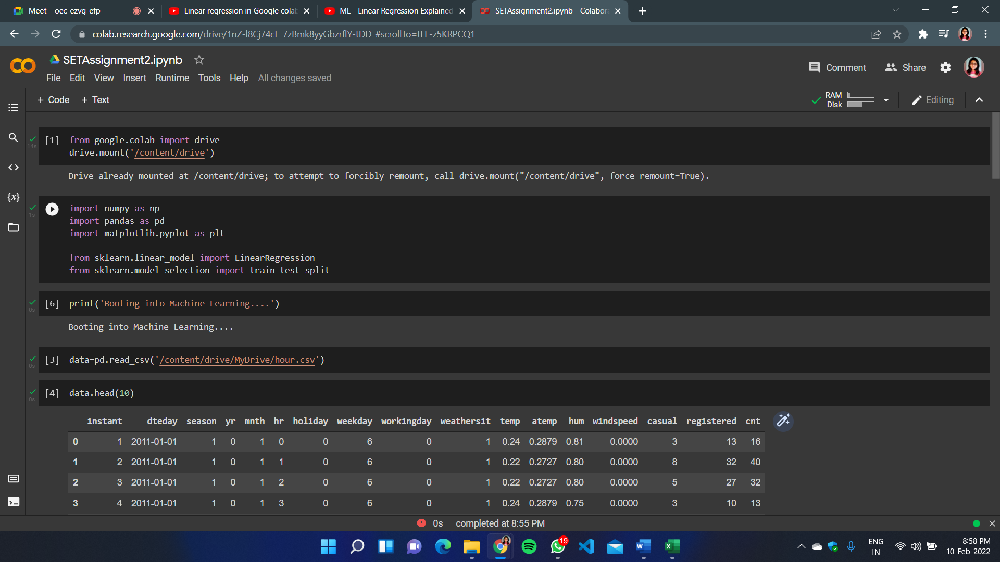 Meet – oec-ezvg-efp
Linear regression in Google colab
ML - Linear Regression Explained
SETAssignment2.ipynb - Colabora
colab.research.google.com/drive/1nZ-l8Cj74cL_7zBmk8yyGbzrflY-tDD_#scrollTo=tLF-z5KRPCQ1
SETAssignment2.ipynb
Comment Share
File Edit View Insert Runtime Tools Help All changes saved
+ Code + Text
RAM
Disk
Editing
[1] from google.colab import drive
14s
drive.mount('/content/drive')
Drive already mounted at /content/drive; to attempt to forcibly remount, call drive.mount("/content/drive", force_remount=True).
{x}
import numpy as np
1s
import pandas as pd
import matplotlib.pyplot as plt
from sklearn.linear_model import LinearRegression
from sklearn.model_selection import train_test_split
[6] print('Booting into Machine Learning....')
0s
Booting into Machine Learning....
[3] data=pd.read_csv('/content/drive/MyDrive/hour.csv')
0s
[4] data.head(10)
0s
instant dteday season yr mnth hr holiday weekday workingday weathersit temp atemp hum windspeed casual registered cnt
0 1 2011-01-01 1 0 1 0 0 6 0 1 0.24 0.2879 0.81 0.0000 3 13 16
1 2 2011-01-01 1 0 1 1 0 6 0 1 0.22 0.2727 0.80 0.0000 8 32 40
2 3 2011-01-01 1 0 1 2 0 6 0 1 0.22 0.2727 0.80 0.0000 5 27 32
3 4 2011-01-01 1 0 1 3 0 6 0 1 0.24 0.2879 0.75 0.0000 3 10 13
0s completed at 8:55 PM
19
ENG
IN
8:58 PM
10-Feb-2022